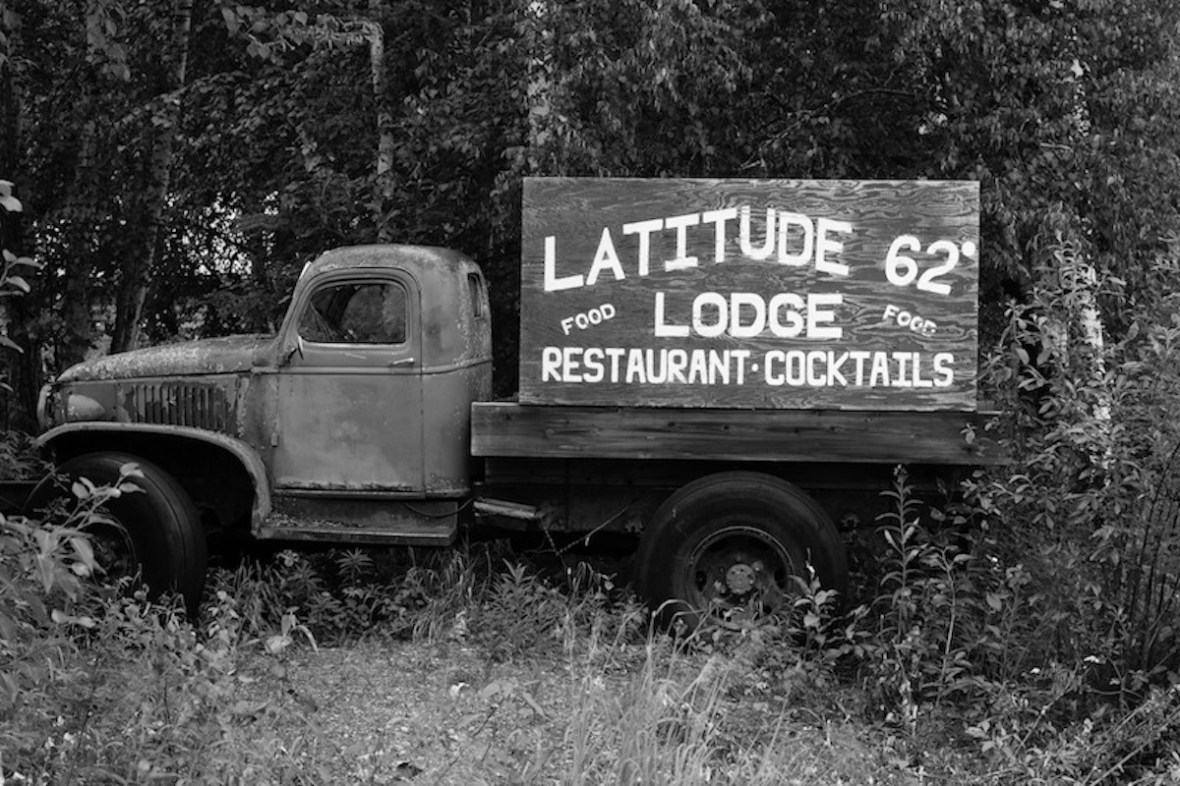 LATITUDE 62°
FOOD LODGE FOOD
RESTAURANT · COCKTAILS